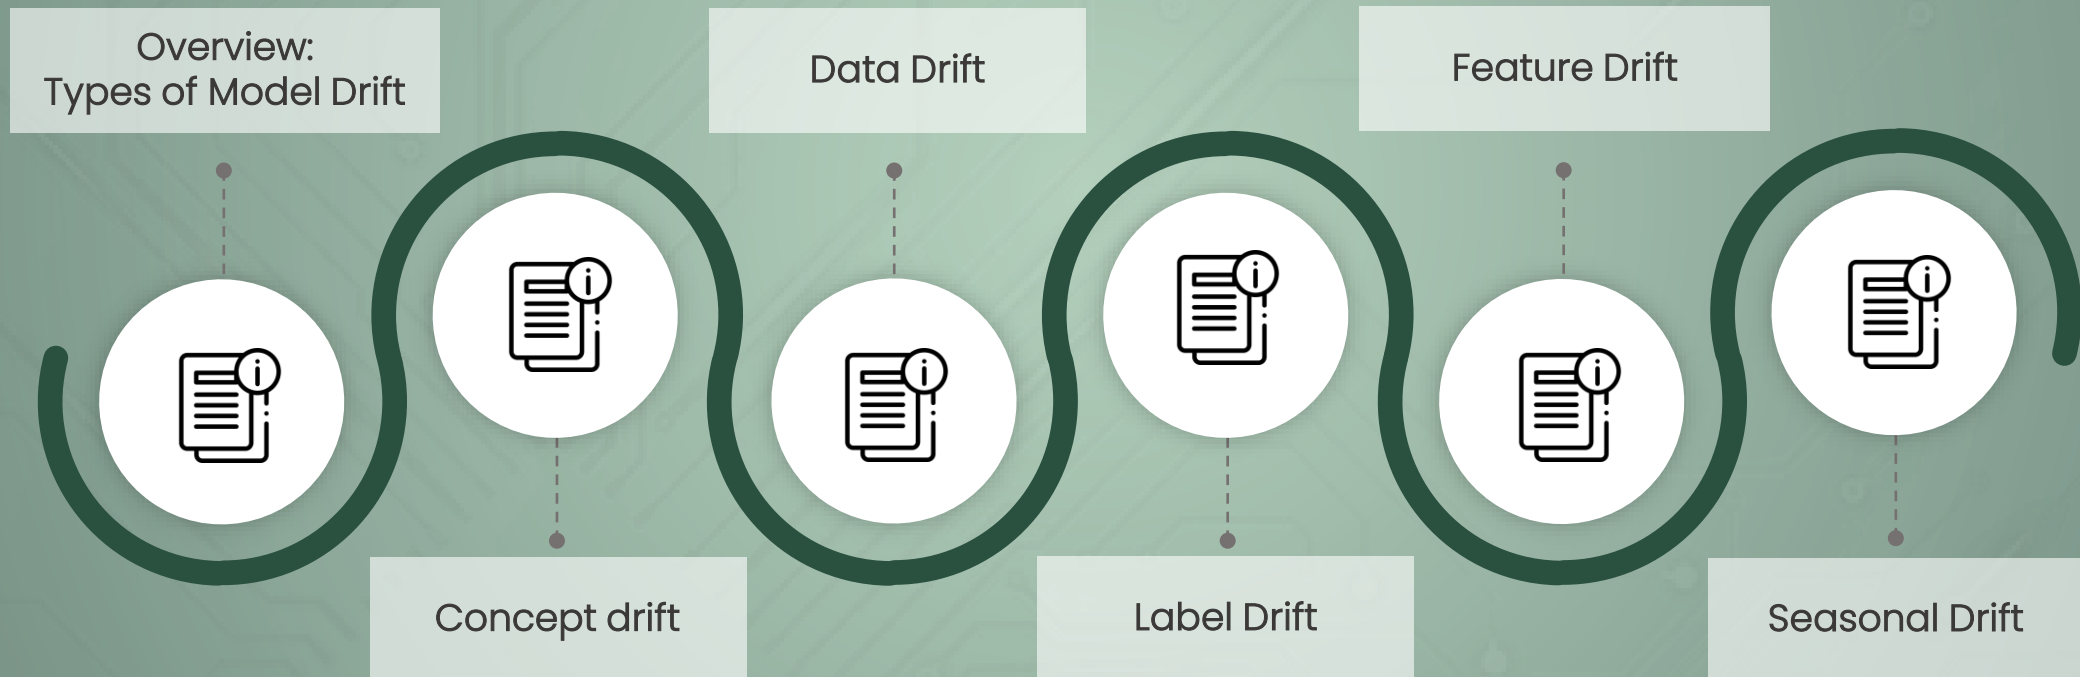 Overview:
Types of Model Drift
Concept drift
Data Drift
Label Drift
Feature Drift
Seasonal Drift